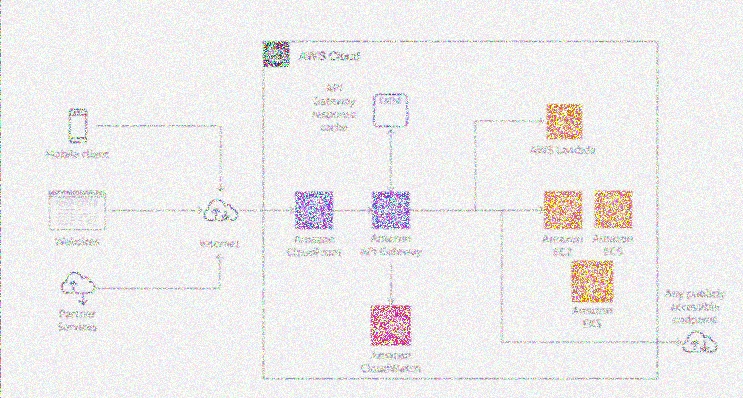 AWS Cloud
API
Gateway
response
cache
Mobile client
AWS Lambda
Websites
Internet
Amazon
CloudFront
Amazon
API Gateway
Amazon
EC2
Amazon
ECS
Amazon
Partner
Services
Any publicly
accessible
endpoint
Amazon
CloudWatch